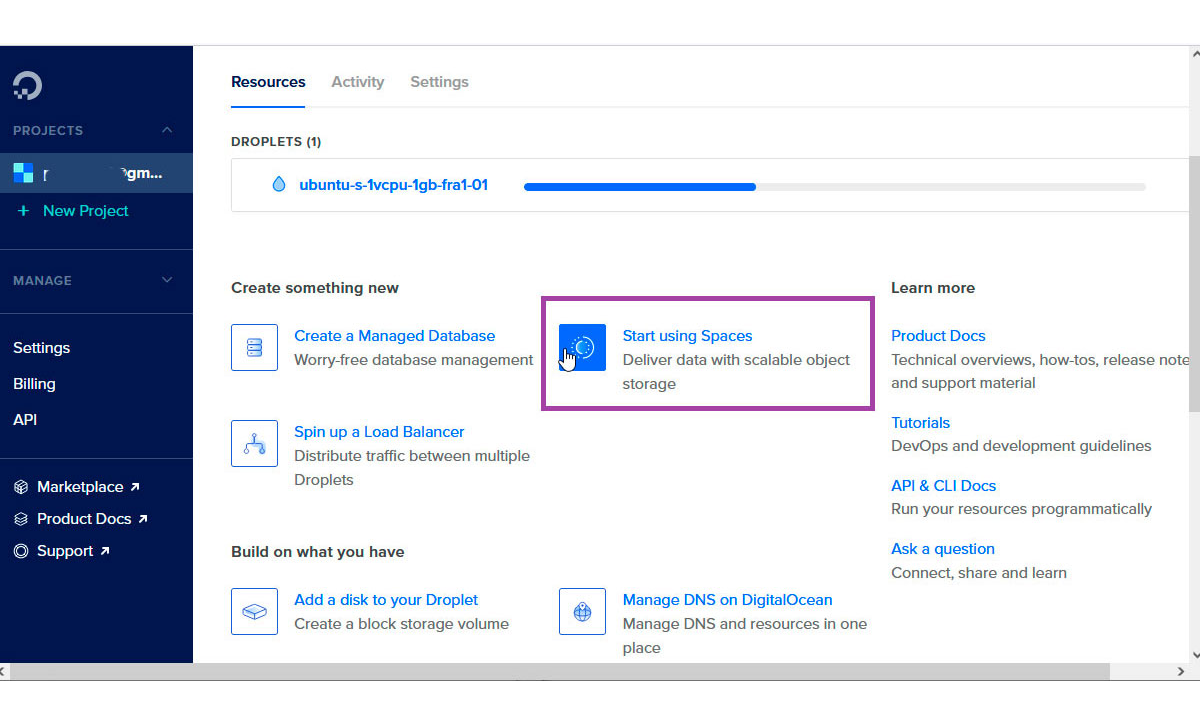 PROJECTS
gm...
New Project
MANAGE
Settings
Billing
API
Marketplace
Product Docs
Support
Resources Activity Settings
DROPLETS (1)
ubuntu-s-1vcpu-1gb-fra1-01
Create something new
Create a Managed Database
Worry-free database management
Start using Spaces
Deliver data with scalable object
storage
Spin up a Load Balancer
Distribute traffic between multiple
Droplets
Build on what you have
Add a disk to your Droplet
Create a block storage volume
Manage DNS on DigitalOcean
Manage DNS and resources in one
place
Learn more
Product Docs
Technical overviews, how-tos, release note
and support material
Tutorials
DevOps and development guidelines
API & CLI Docs
Run your resources programmatically
Ask a question
Connect, share and learn